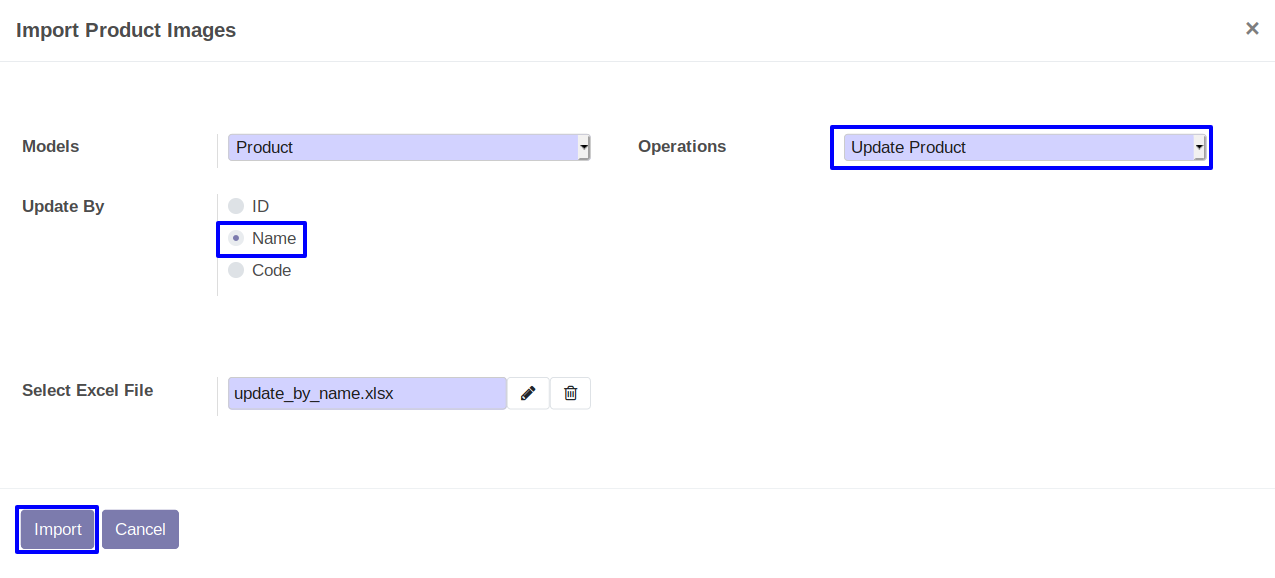 Import Product Images ×
Models Product Operations Update Product
Update By ID
Name
Code
Select Excel File update_by_name.xlsx
Import Cancel